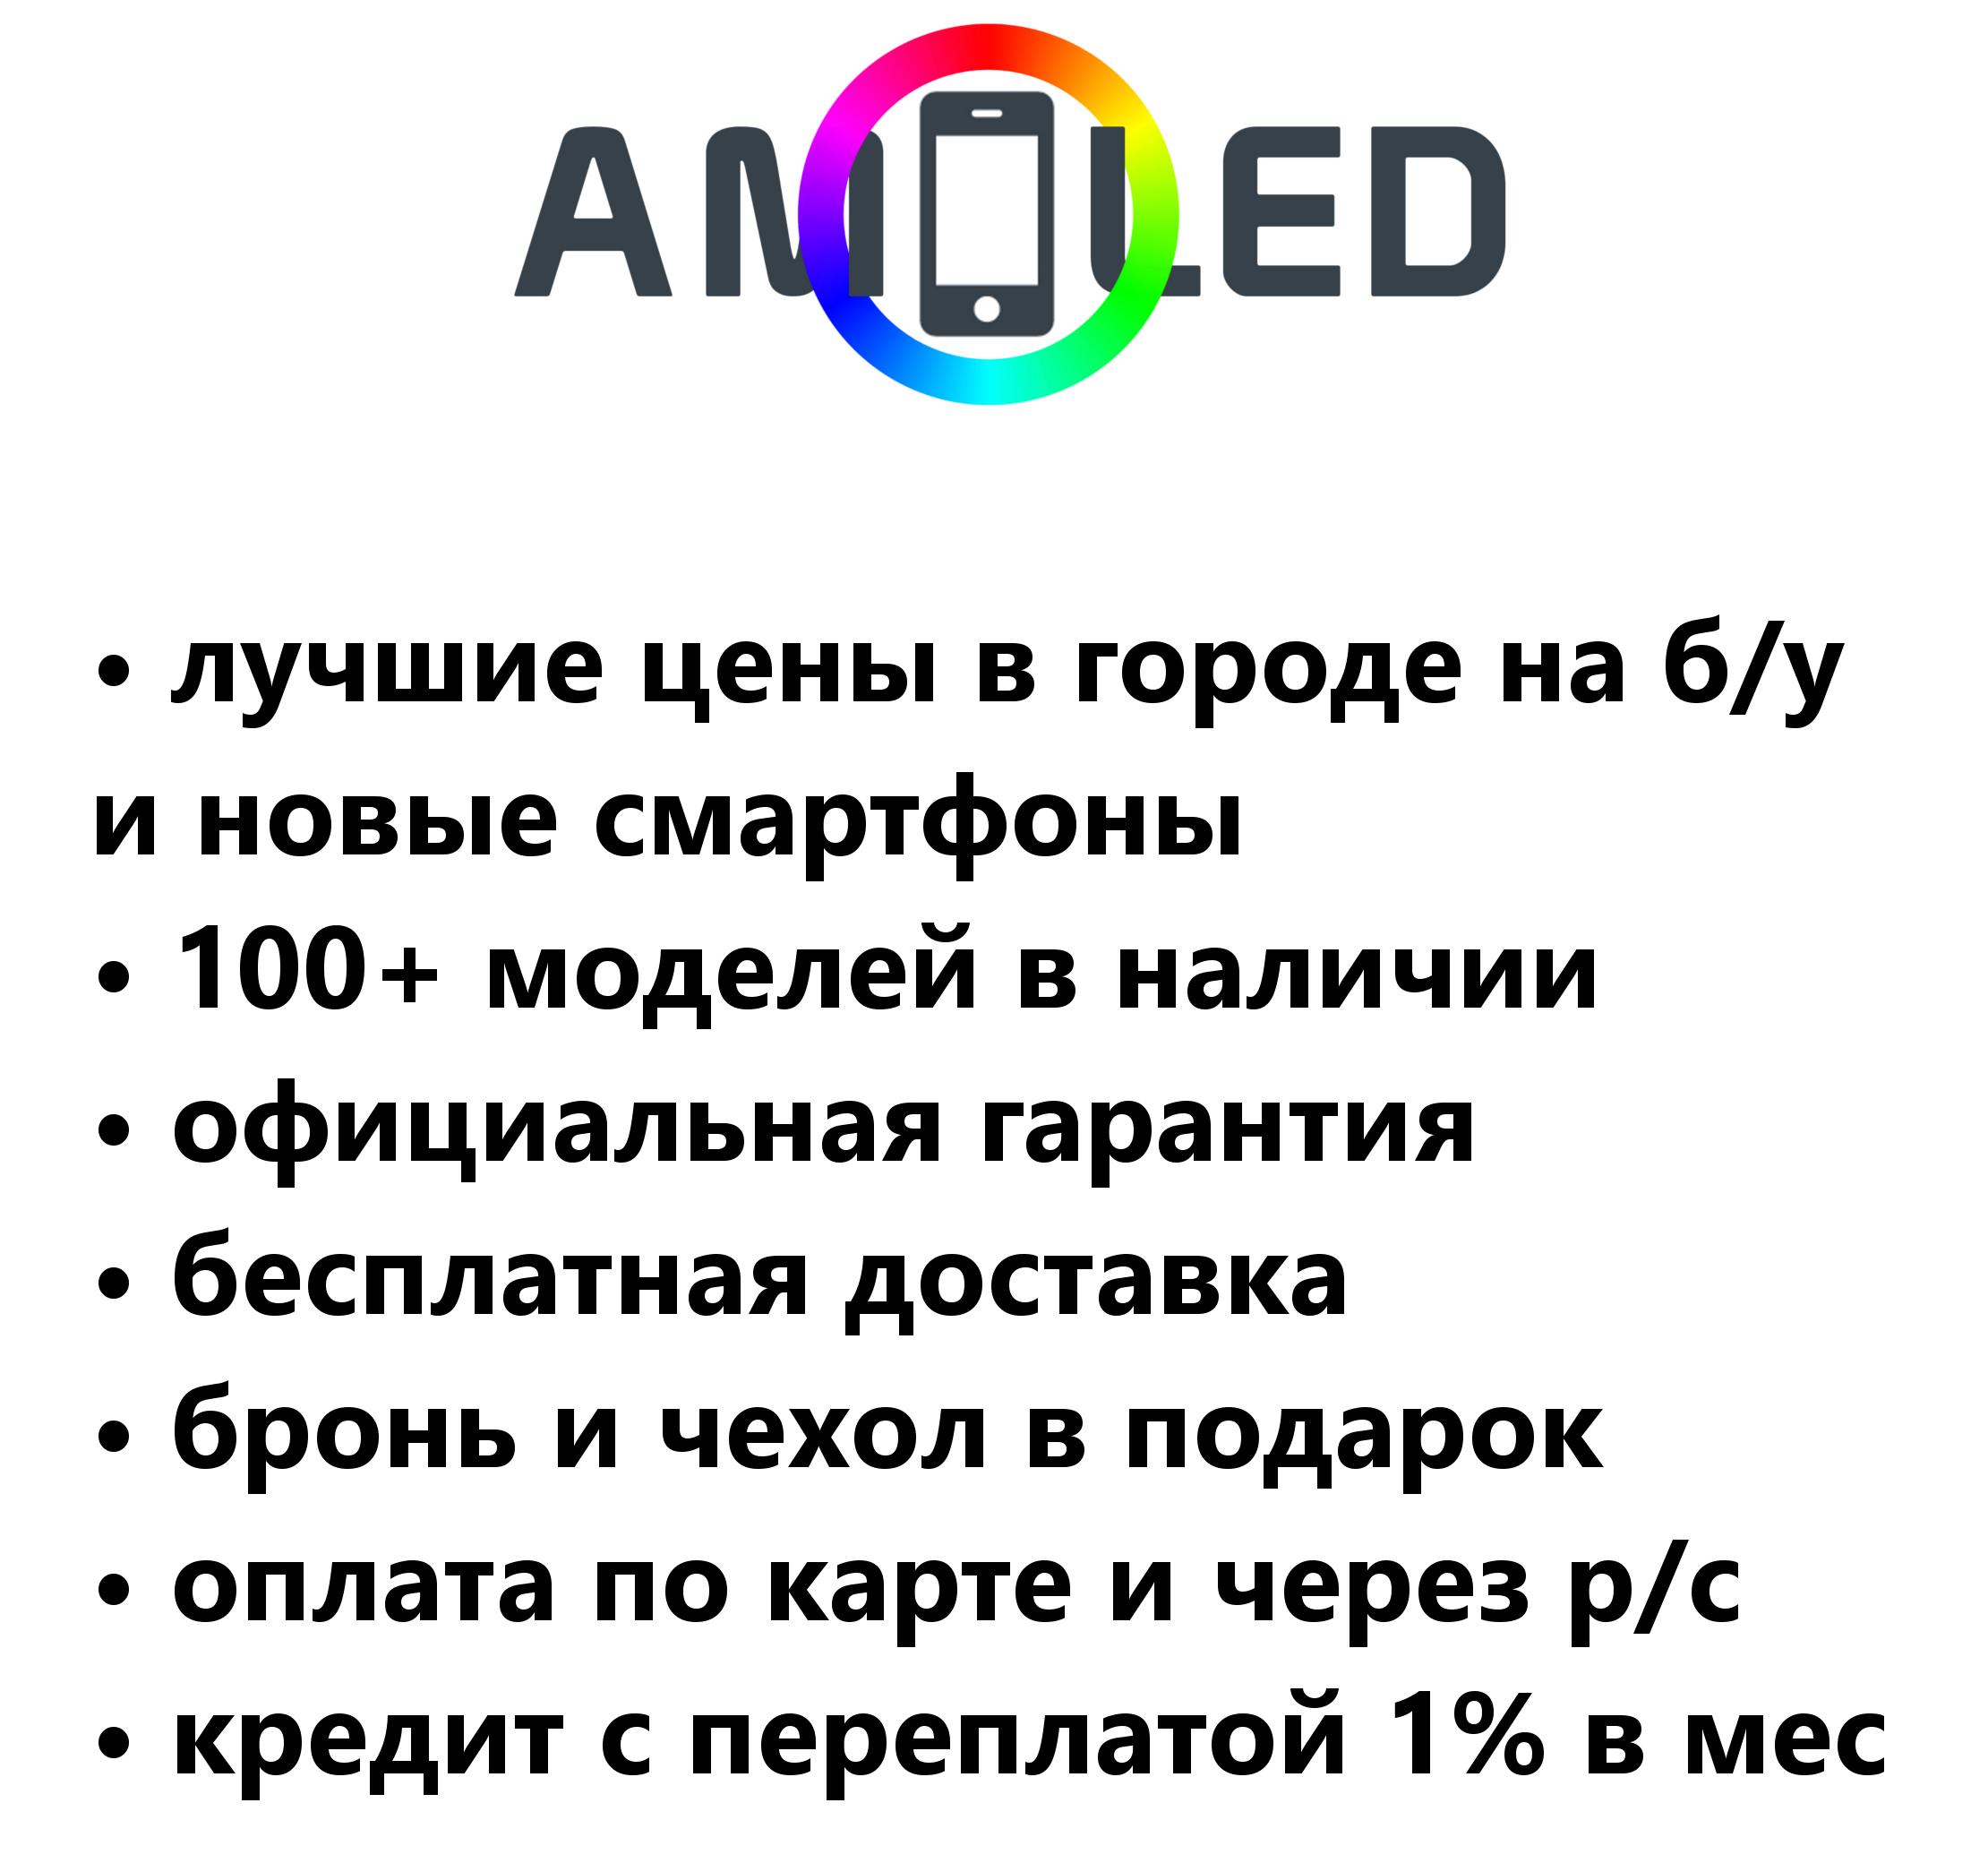 AMOLED
• лучшие цены в городе на б/у
и новые смартфоны
• 100+ моделей в наличии
• официальная гарантия
• бесплатная доставка
• бронь и чехол в подарок
• оплата по карте и через р/с
• кредит с переплатой 1% в мес